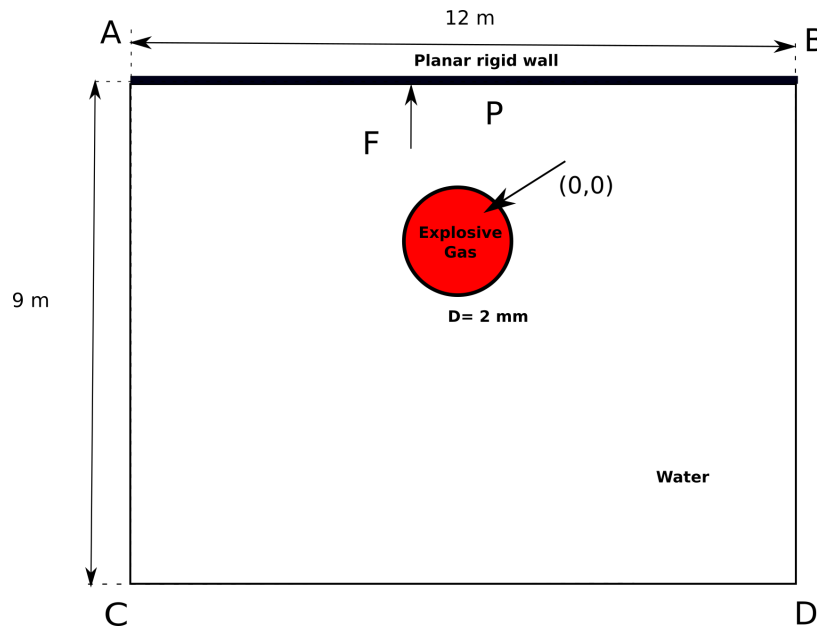 12 m
A
B
Planar rigid wall
P
F
(0,0)
Explosive
Gas
9 m
D= 2 mm
Water
C
D